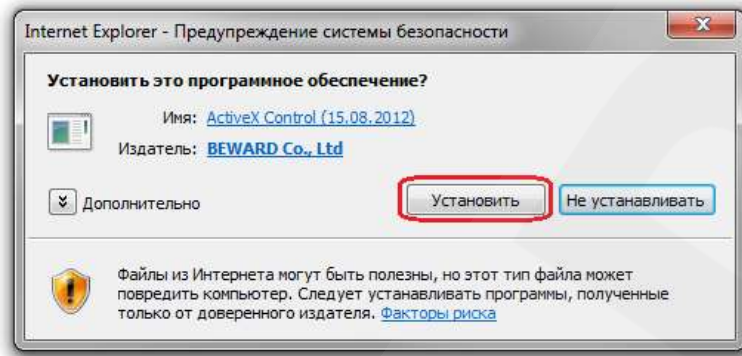 Internet Explorer - Предупреждение системы безопасности
Установить это программное обеспечение?
Имя: ActiveX Control (15.08.2012)
Издатель: BEWARD Co., Ltd
Дополнительно
Установить
Не устанавливать
Файлы из Интернета могут быть полезны, но этот тип файла может
повредить компьютер. Следует устанавливать программы, полученные
только от доверенного издателя. Факторы риска